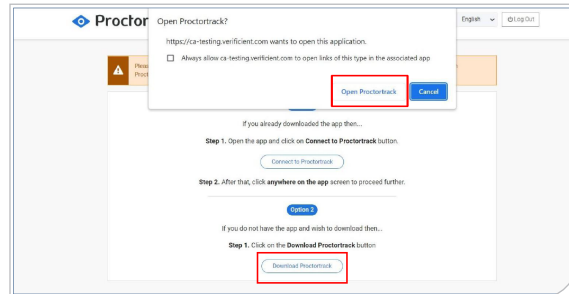 Proctor
English
Log Out
Open Proctortrack?
https://ca-testing.verificient.com wants to open this application.
Always allow ca-testing.verificient.com to open links of this type in the associated app
Open Proctortrack
Cancel
If you already downloaded the app then...
Step 1. Open the app and click on Connect to Proctortrack button.
Connect to Proctortrack
Step 2. After that, click anywhere on the app screen to proceed further.
Option 2
If you do not have the app and wish to download then...
Step 1. Click on the Download Proctortrack button
Download Proctortrack